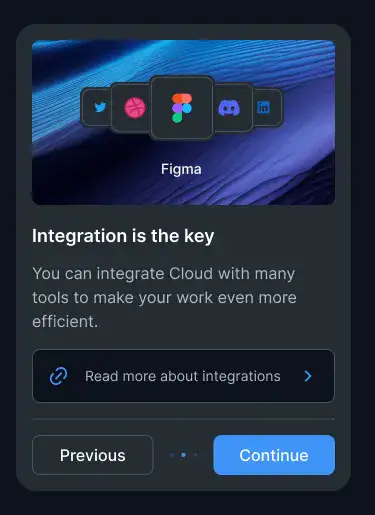 Figma
Integration is the key
You can integrate Cloud with many
tools to make your work even more
efficient.
Read more about integrations
Previous
Continue